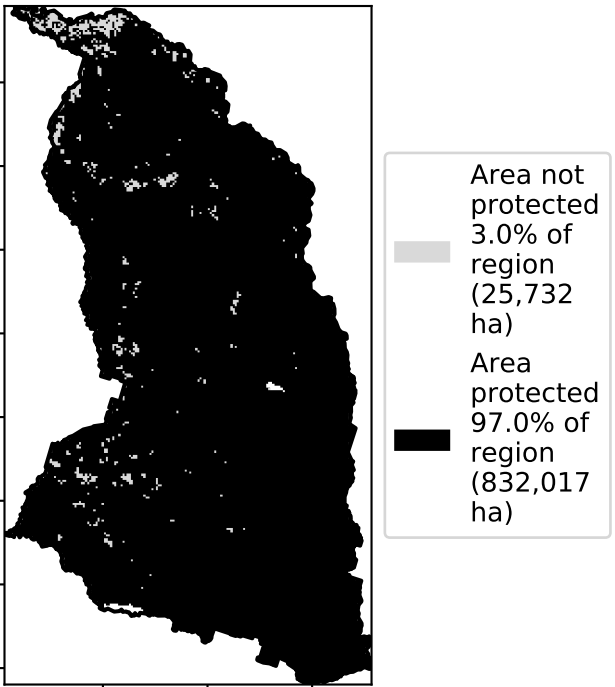 Area not
protected
3.0% of
region
(25,732
ha)
Area
protected
97.0% of
region
(832,017
ha)